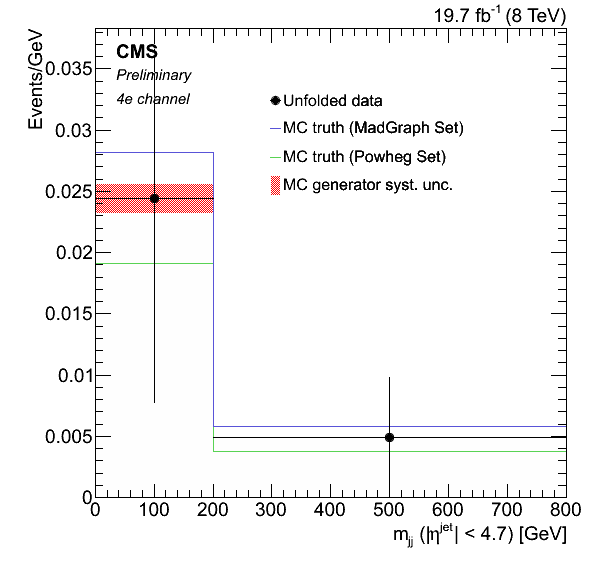 19.7 fb⁻¹ (8 TeV)
Events/GeV
CMS
Preliminary
4e channel
Unfolded data
MC truth (MadGraph Set)
MC truth (Powheg Set)
MC generator syst. unc.
0.035
0.03
0.025
0.02
0.015
0.01
0.005
0
0 100 200 300 400 500 600 700 800
m_jj (|η^jet| < 4.7) [GeV]